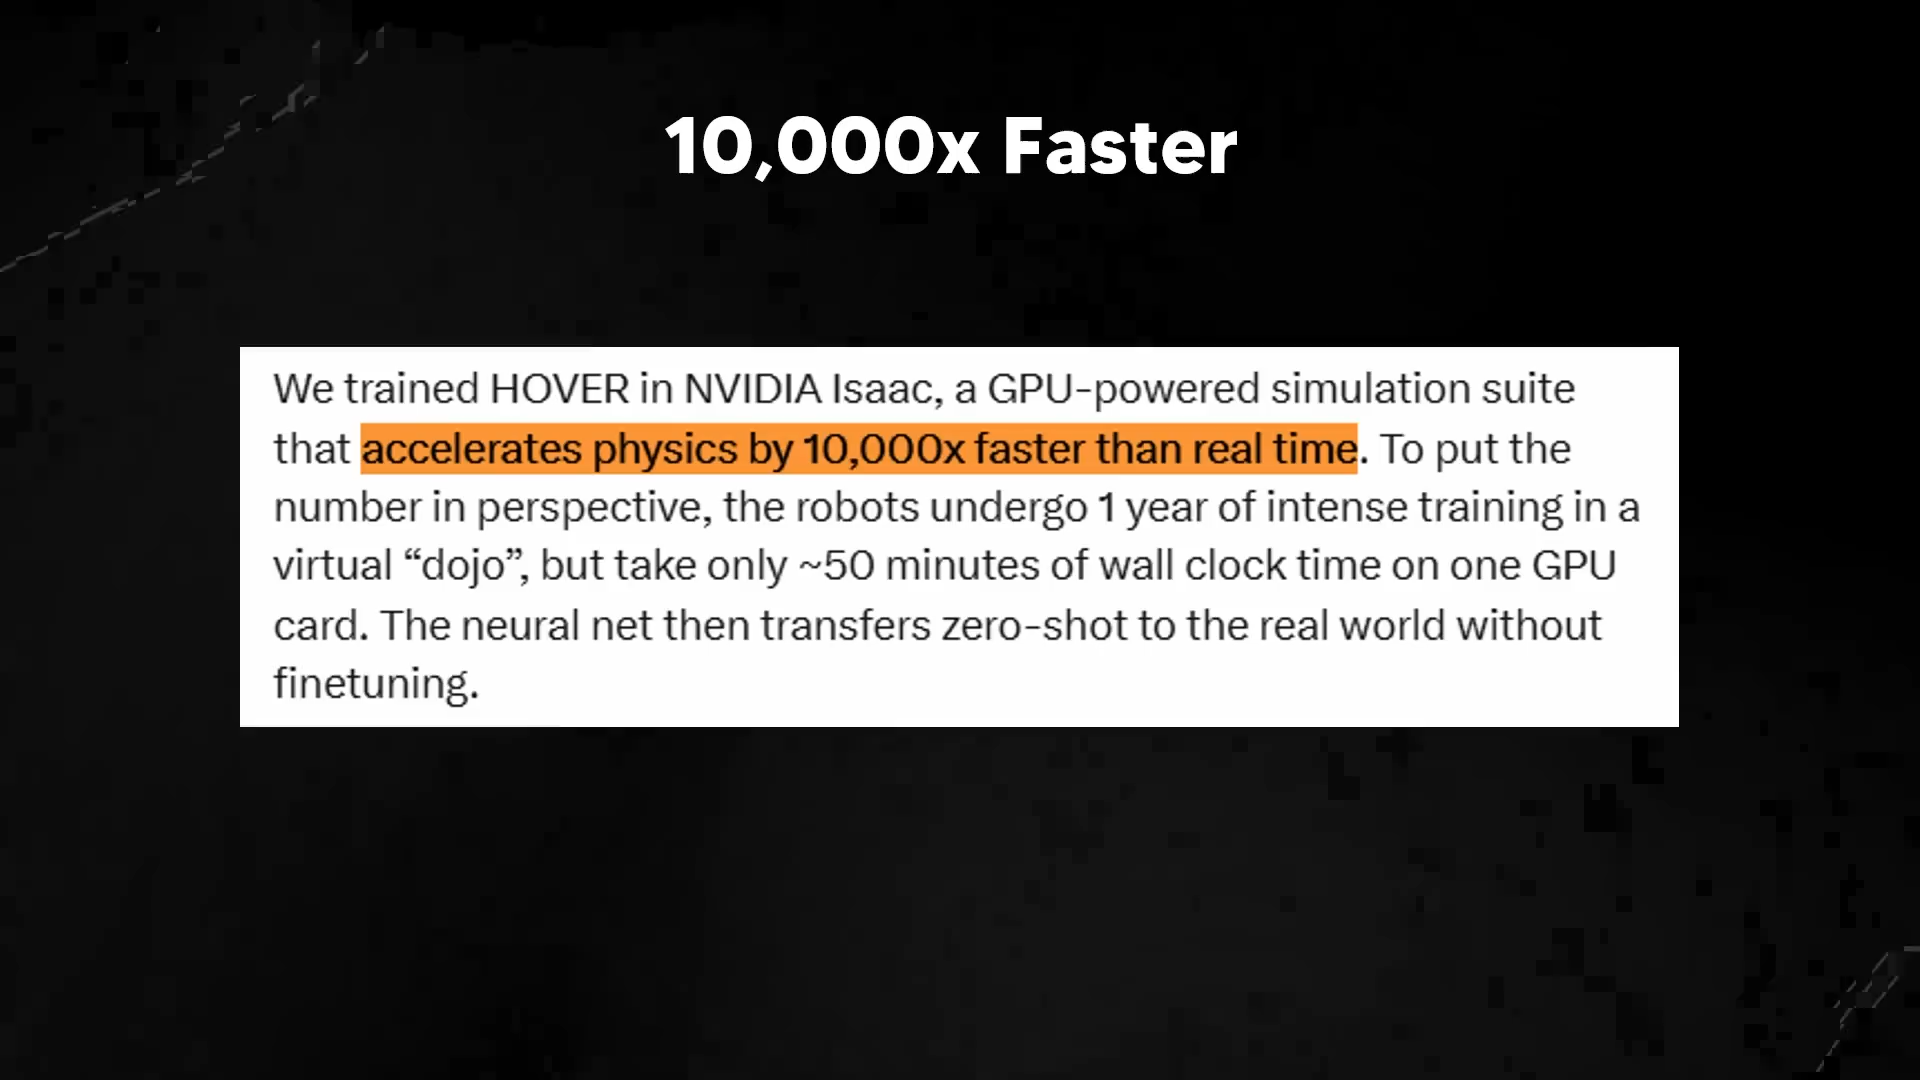 10,000x Faster
We trained HOVER in NVIDIA Isaac, a GPU-powered simulation suite
that accelerates physics by 10,000x faster than real time. To put the
number in perspective, the robots undergo 1 year of intense training in a
virtual “dojo”, but take only ~50 minutes of wall clock time on one GPU
card. The neural net then transfers zero-shot to the real world without
finetuning.